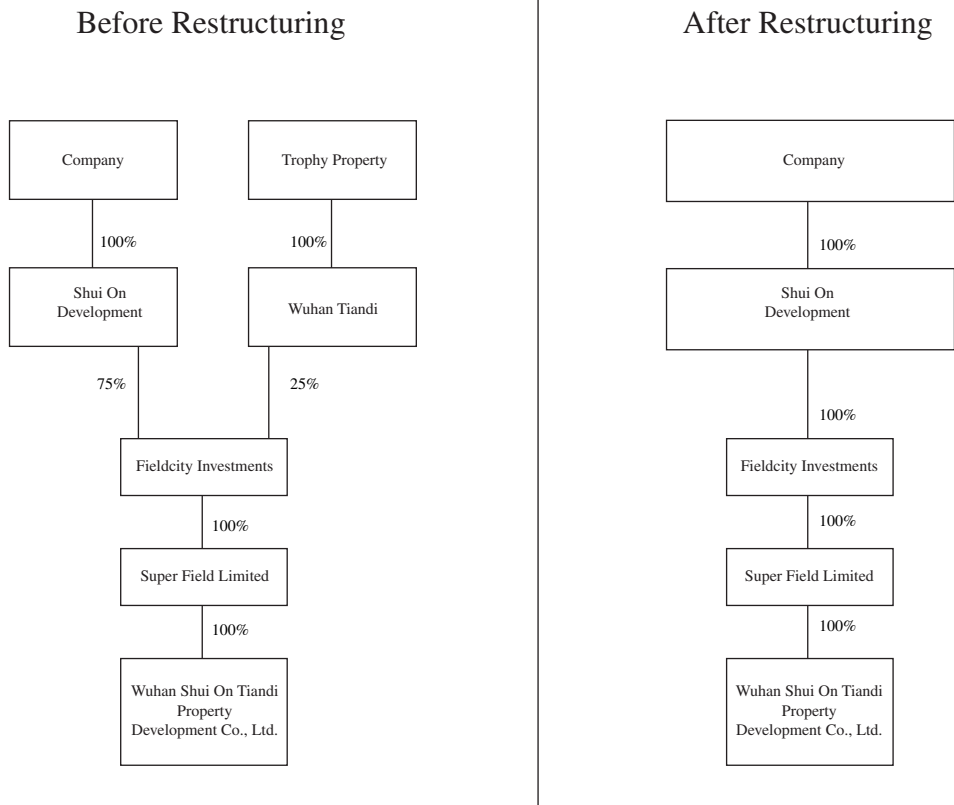 Before Restructuring
Company
Trophy Property
100%
100%
Shui On
Development
Wuhan Tiandi
75%
25%
Fieldcity Investments
100%
Super Field Limited
100%
Wuhan Shui On Tiandi
Property
Development Co., Ltd.
After Restructuring
Company
100%
Shui On
Development
100%
Fieldcity Investments
100%
Super Field Limited
100%
Wuhan Shui On Tiandi
Property
Development Co., Ltd.